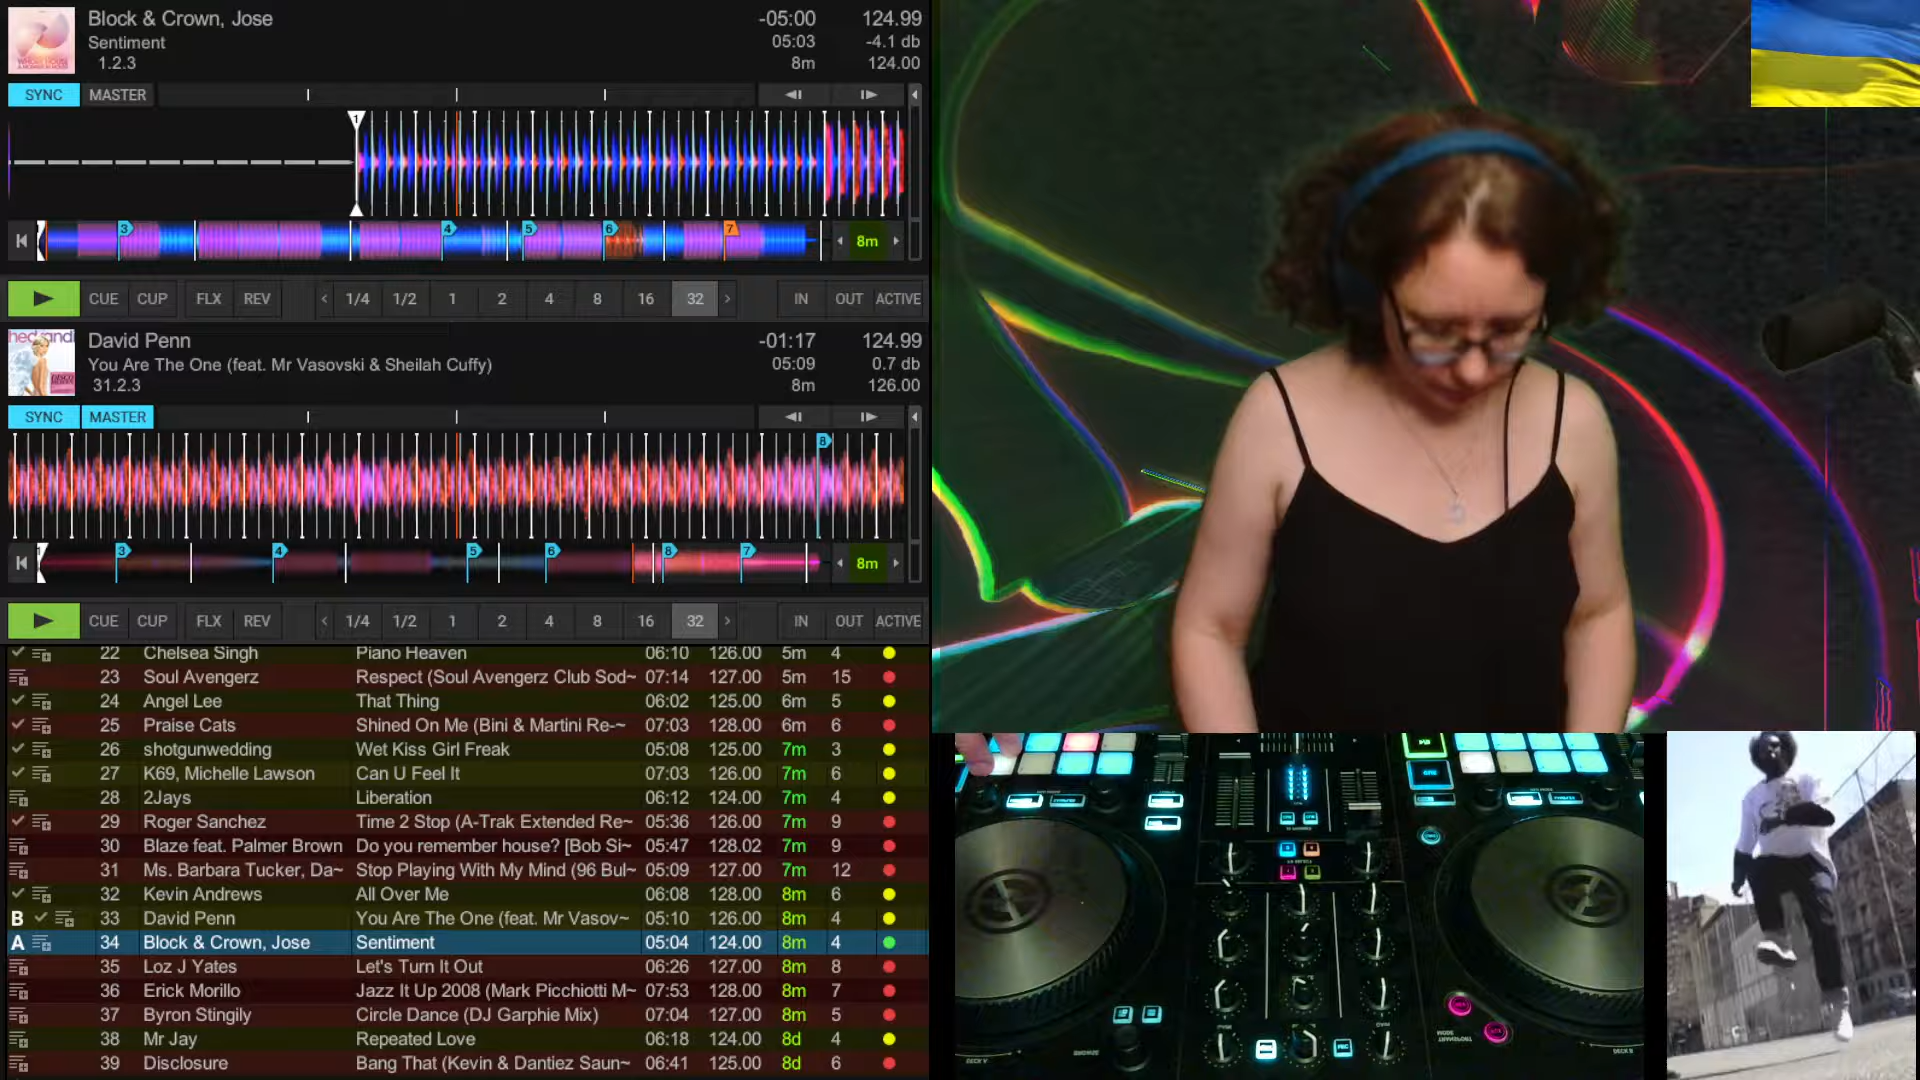 Block & Crown, Jose -05:00 124.99
Sentiment 05:03 -4.1 db
1.2.3 8m 124.00
SYNC MASTER
1
3 4 5 6 7 8m
CUE CUP FLX REV 1/4 1/2 1 2 4 8 16 32 IN OUT ACTIVE
David Penn -01:17 124.99
You Are The One (feat. Mr Vasovski & Sheilah Cuffy) 05:09 0.7 db
31.2.3 8m 126.00
SYNC MASTER
8
1 3 4 5 6 8 7 8m
CUE CUP FLX REV 1/4 1/2 1 2 4 8 16 32 IN OUT ACTIVE
22 Chelsea Singh Piano Heaven 06:10 126.00 5m 4
23 Soul Avengerz Respect (Soul Avengerz Club Sod~ 07:14 127.00 5m 15
24 Angel Lee That Thing 06:02 125.00 6m 5
25 Praise Cats Shined On Me (Bini & Martini Re-~ 07:03 128.00 6m 6
26 shotgunwedding Wet Kiss Girl Freak 05:08 125.00 7m 3
27 K69, Michelle Lawson Can U Feel It 07:03 126.00 7m 6
28 2Jays Liberation 06:12 124.00 7m 4
29 Roger Sanchez Time 2 Stop (A-Trak Extended Re~ 05:36 126.00 7m 9
30 Blaze feat. Palmer Brown Do you remember house? [Bob Si~ 05:47 128.02 7m 9
31 Ms. Barbara Tucker, Da~ Stop Playing With My Mind (96 Bul~ 05:09 127.00 7m 12
32 Kevin Andrews All Over Me 06:08 128.00 8m 6
B 33 David Penn You Are The One (feat. Mr Vasov~ 05:10 126.00 8m 4
A 34 Block & Crown, Jose Sentiment 05:04 124.00 8m 4
35 Loz J Yates Let's Turn It Out 06:26 127.00 8m 8
36 Erick Morillo Jazz It Up 2008 (Mark Picchiotti M~ 07:53 128.00 8m 7
37 Byron Stingily Circle Dance (DJ Garphie Mix) 07:04 127.00 8m 5
38 Mr Jay Repeated Love 06:18 124.00 8d 4
39 Disclosure Bang That (Kevin & Dantiez Saun~ 06:41 125.00 8d 6